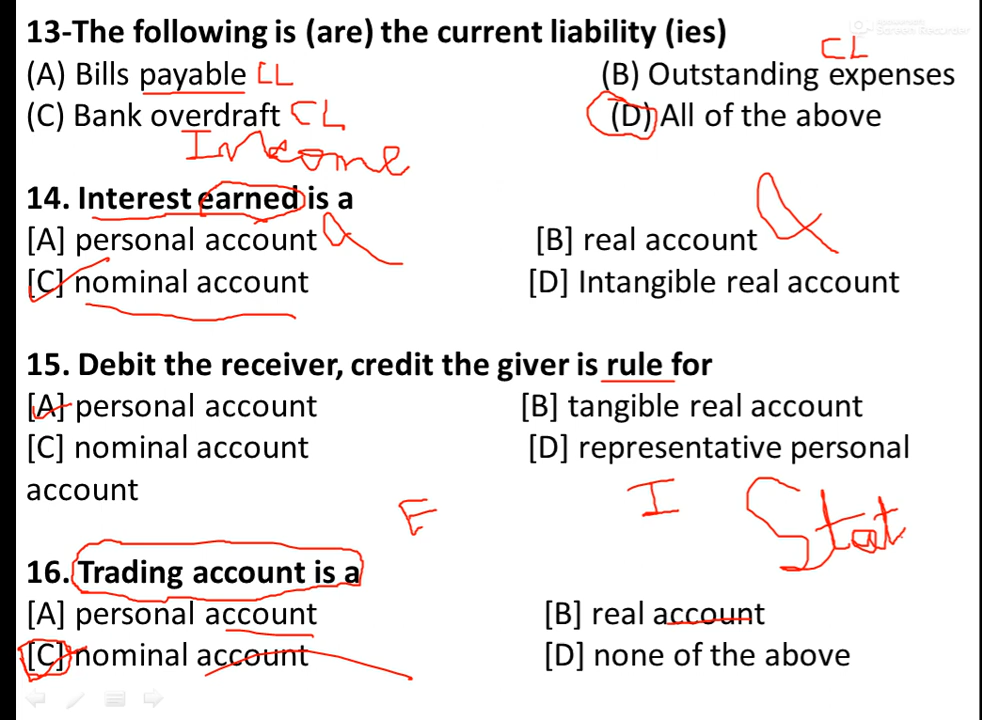 Screen Recorder
13-The following is (are) the current liability (ies)
CL
(A) Bills payable CL (B) Outstanding expenses
(C) Bank overdraft CL (D) All of the above
Income
14. Interest earned is a
[A] personal account [B] real account
[C] nominal account [D] Intangible real account
15. Debit the receiver, credit the giver is rule for
[A] personal account [B] tangible real account
[C] nominal account [D] representative personal
account
E I Stat
16. Trading account is a
[A] personal account [B] real account
[C] nominal account [D] none of the above